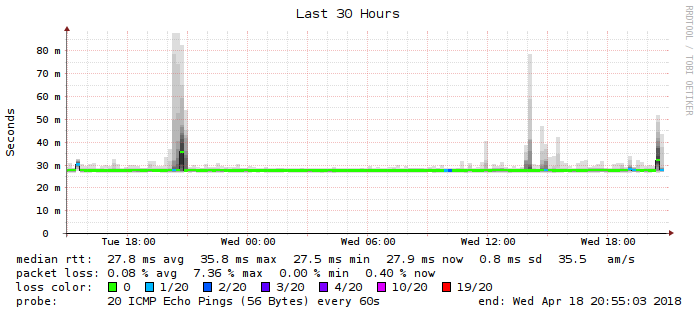 Last 30 Hours
RRDTOOL / TOBI OETIKER
Seconds
80 m
70 m
60 m
50 m
40 m
30 m
20 m
10 m
0
Tue 18:00 Wed 00:00 Wed 06:00 Wed 12:00 Wed 18:00
median rtt: 27.8 ms avg 35.8 ms max 27.5 ms min 27.9 ms now 0.8 ms sd 35.5 am/s
packet loss: 0.08 % avg 7.36 % max 0.00 % min 0.40 % now
loss color: 0 1/20 2/20 3/20 4/20 10/20 19/20
probe: 20 ICMP Echo Pings (56 Bytes) every 60s end: Wed Apr 18 20:55:03 2018